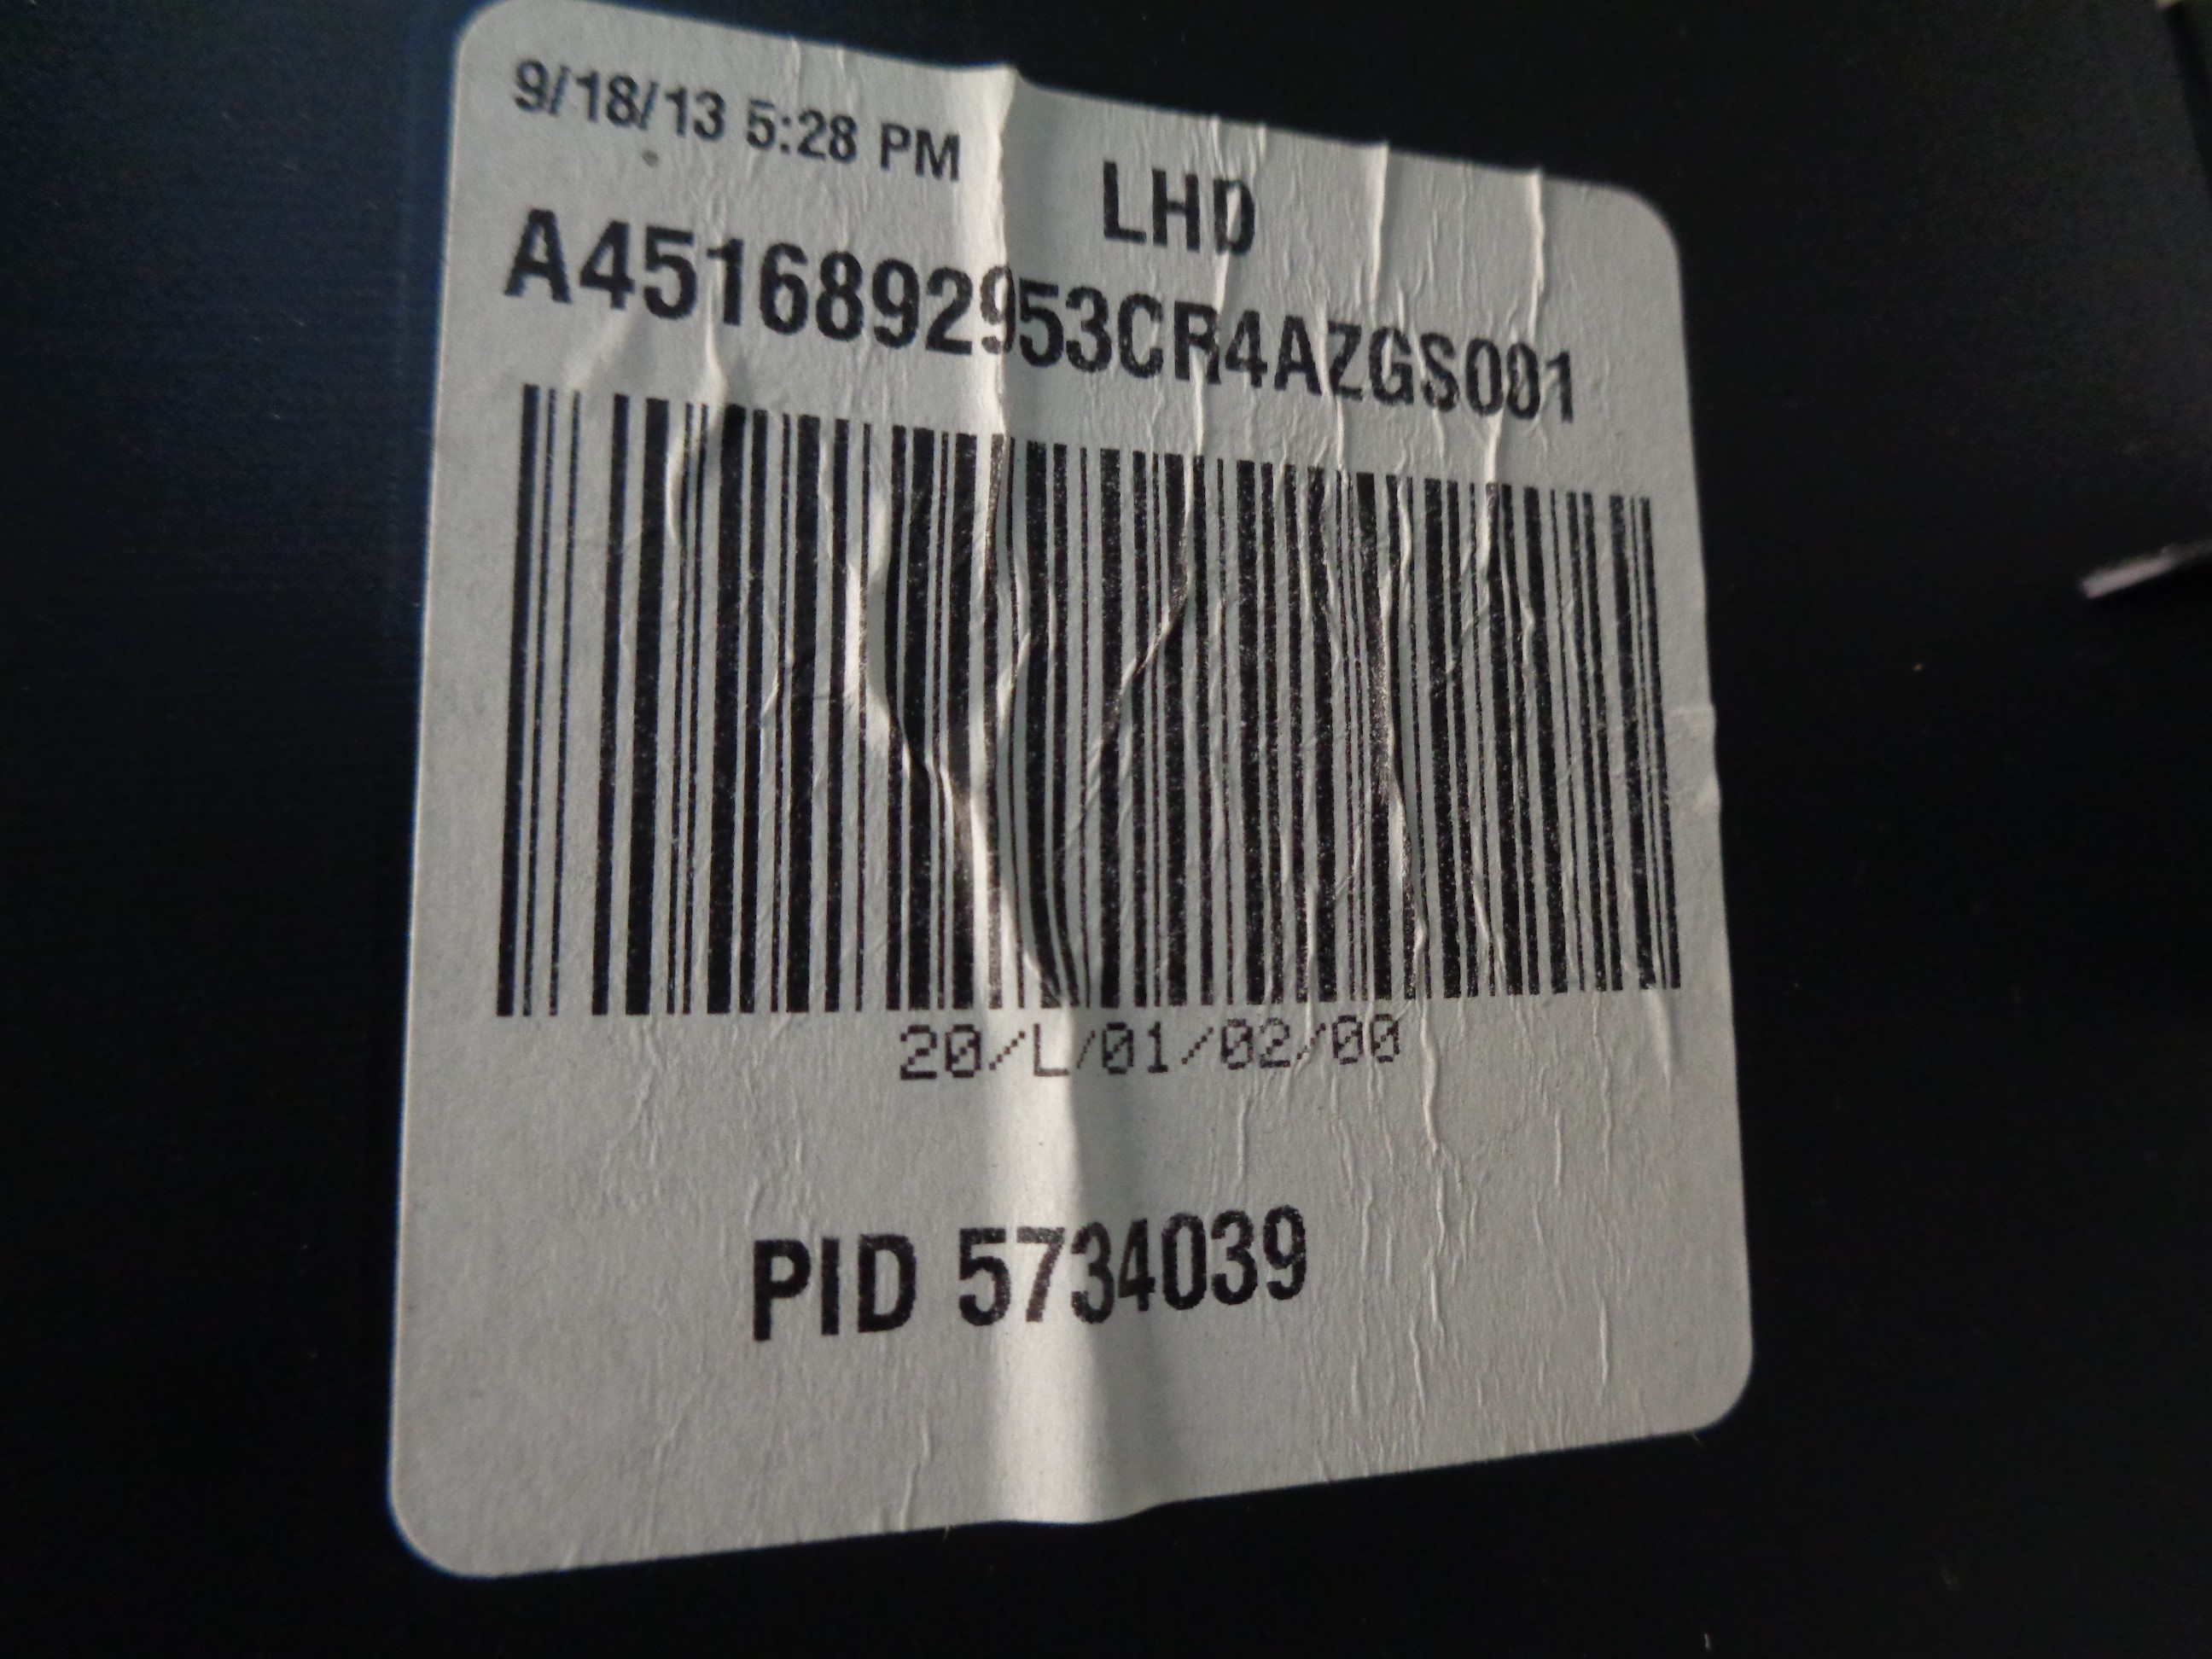 9/18/13 5:28 PM
LHD
A4516892953CR4AZGS001
20/L/01/02/00
PID 5734039